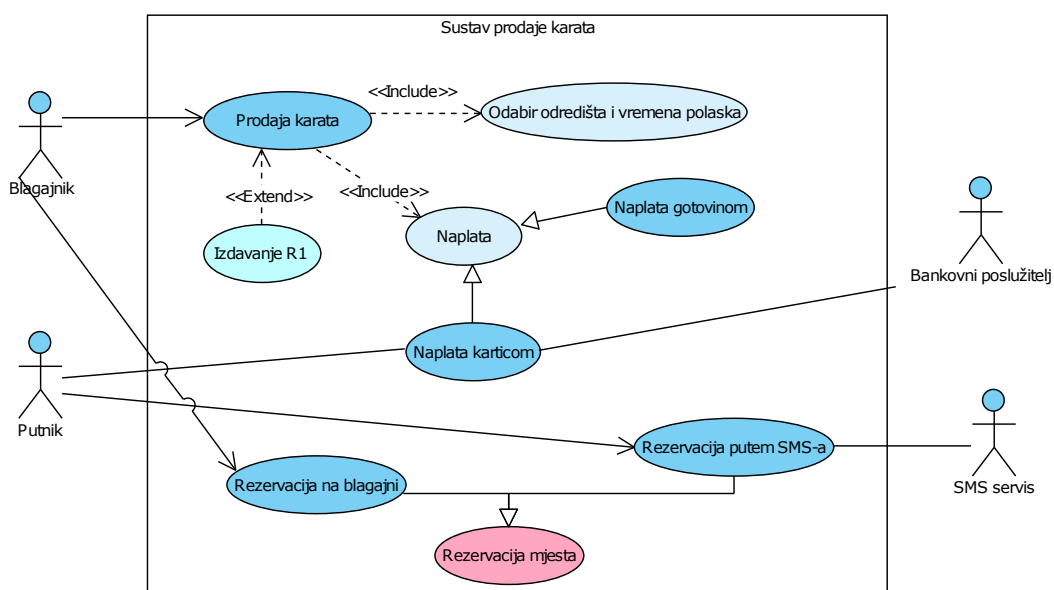 Sustav prodaje karata
<<Include>>
Prodaja karata
Odabir odredišta i vremena polaska
Blagajnik
<<Extend>>
<<Include>>
Naplata gotovinom
Naplata
Izdavanje R1
Bankovni poslužitelj
Naplata karticom
Putnik
Rezervacija putem SMS-a
Rezervacija na blagajni
SMS servis
Rezervacija mjesta